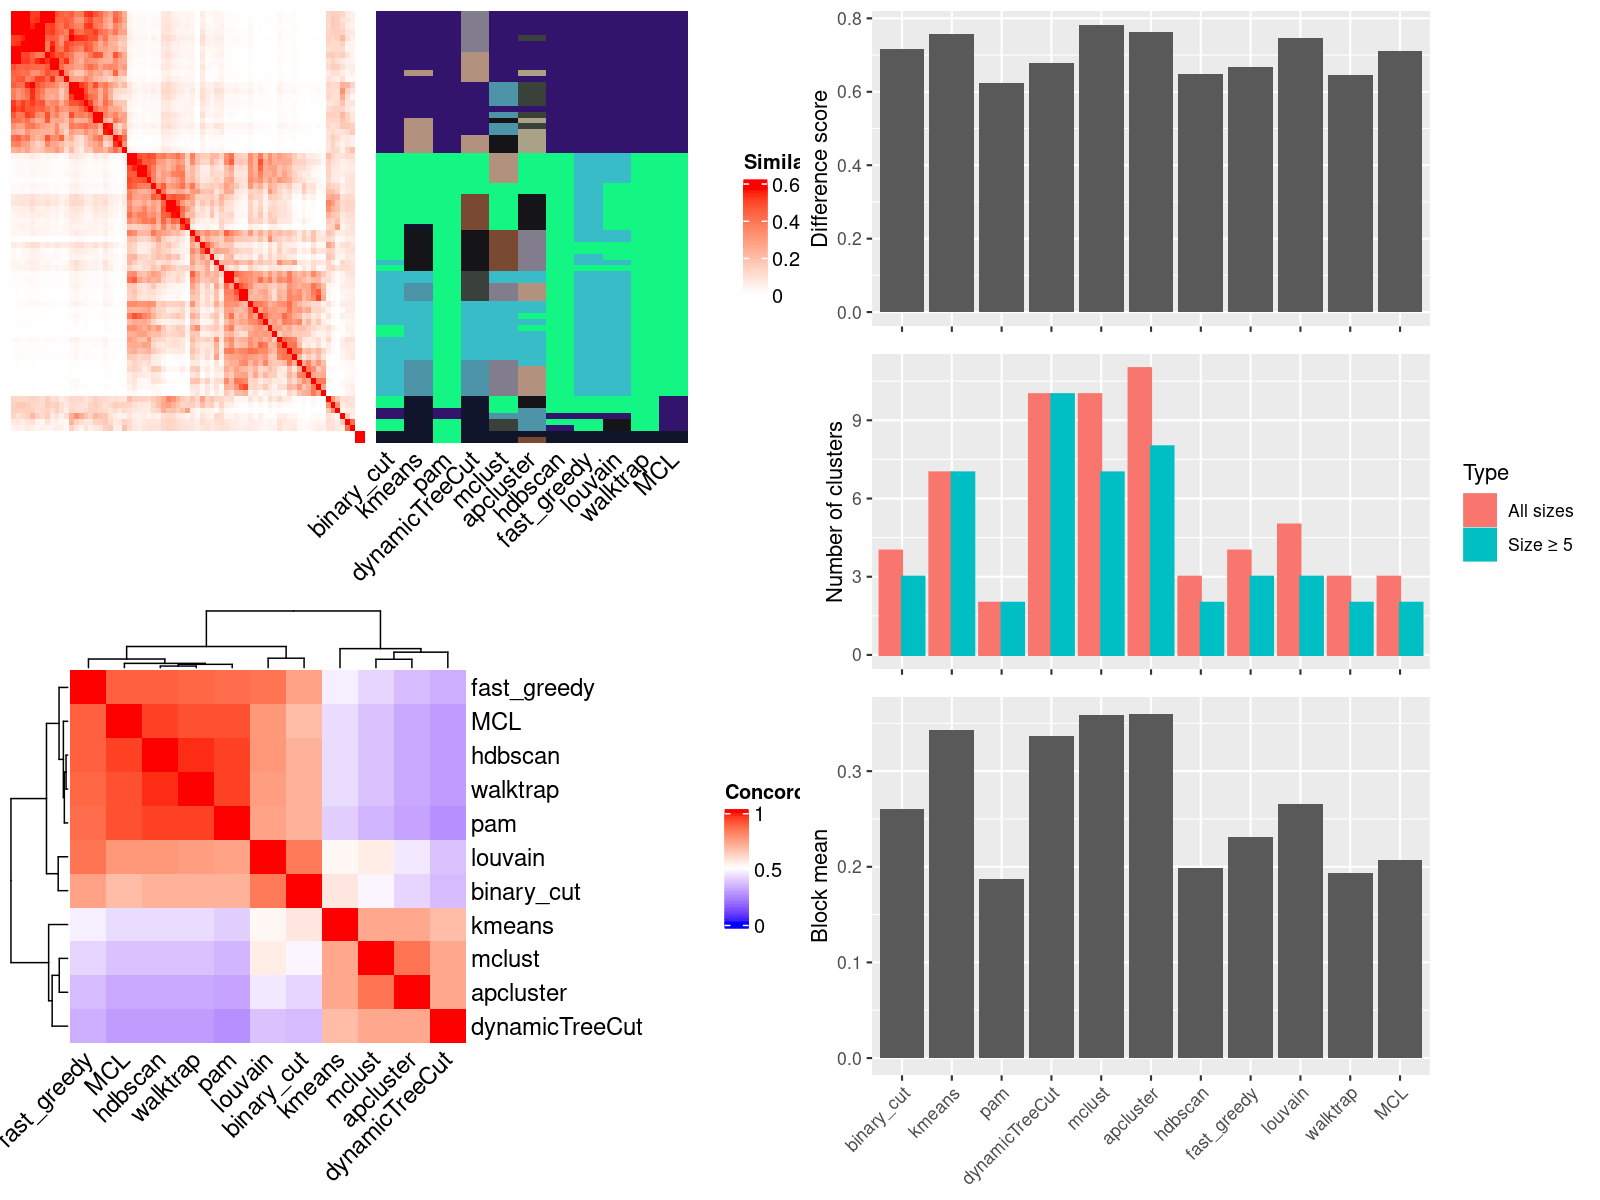 Simila
0.6
0.4
0.2
0
binary_cut
kmeans
pam
dynamicTreeCut
mclust
apcluster
hdbscan
fast_greedy
louvain
walktrap
MCL
fast_greedy
MCL
hdbscan
walktrap
pam
louvain
binary_cut
kmeans
mclust
apcluster
dynamicTreeCut
fast_greedy
MCL
hdbscan
walktrap
pam
louvain
binary_cut
kmeans
mclust
apcluster
dynamicTreeCut
Concord
1
0.5
0
Difference score
0.8
0.6
0.4
0.2
0.0
Number of clusters
9
6
3
0
Type
All sizes
Size ≥ 5
Block mean
0.3
0.2
0.1
0.0
binary_cut
kmeans
pam
dynamicTreeCut
mclust
apcluster
hdbscan
fast_greedy
louvain
walktrap
MCL